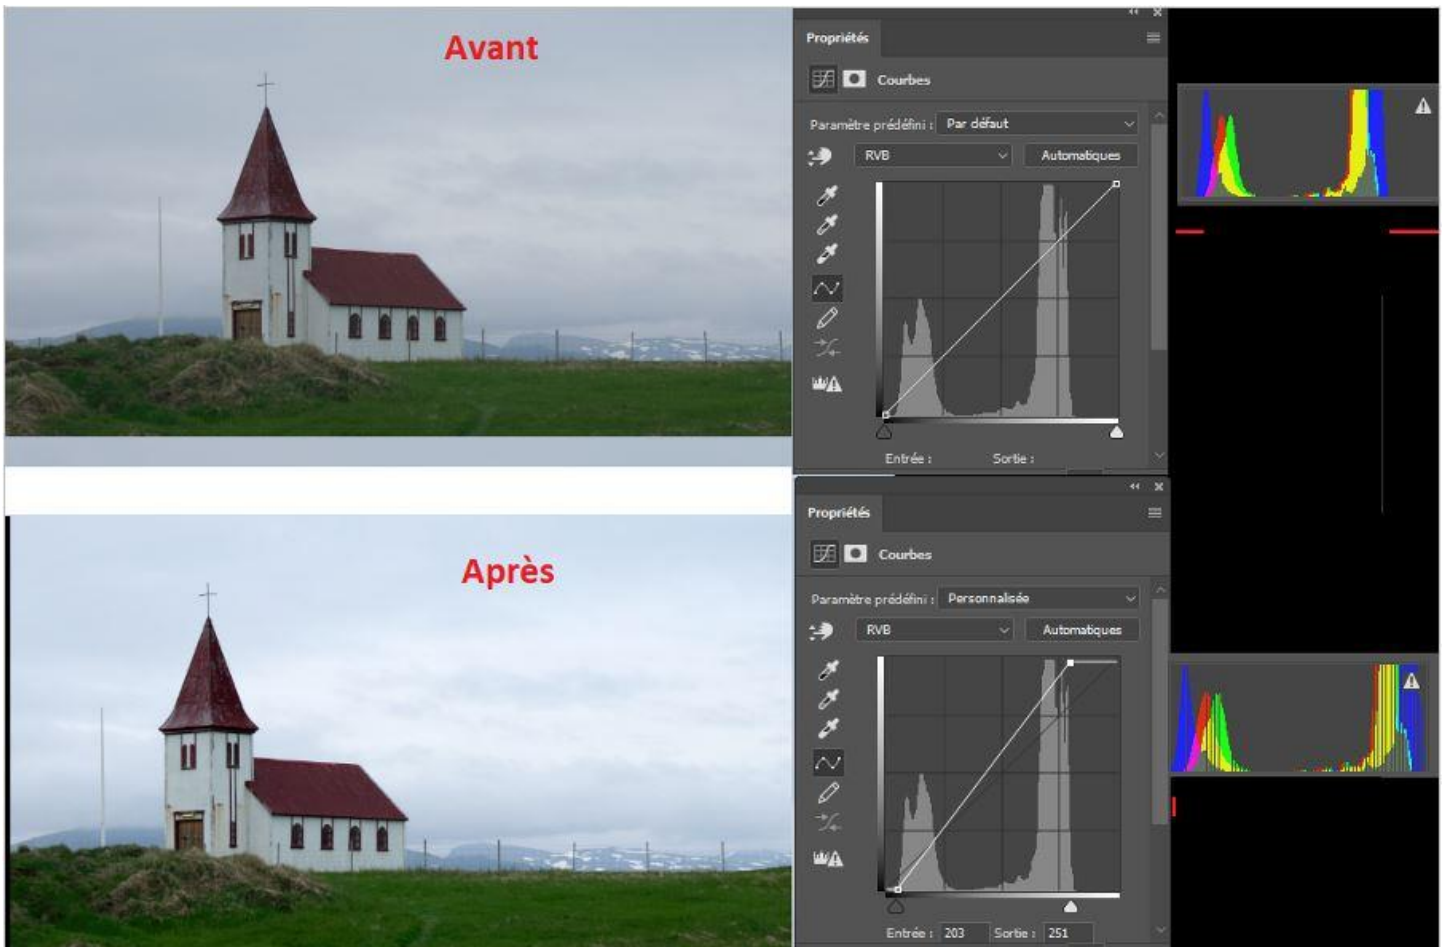 Avant
Propriétés
Courbes
Paramètre prédéfini : Par défaut
RVB
Automatiques
Entrée : Sortie :
Après
Propriétés
Courbes
Paramètre prédéfini : Personnalisée
RVB
Automatiques
Entrée : 203 Sortie : 251